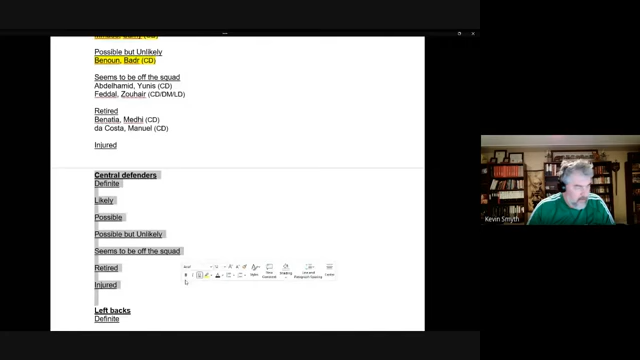 Possible but Unlikely
Benoun, Badr (CD)
Seems to be off the squad
Abdelhamid, Yunis (CD)
Feddal, Zouhair (CD/DM/LD)
Retired
Benatia, Medhi (CD)
da Costa, Manuel (CD)
Injured
Central defenders
Definite
Likely
Possible
Possible but Unlikely
Seems to be off the squad
Retired
Injured
Left backs
Definite
Kevin Smyth